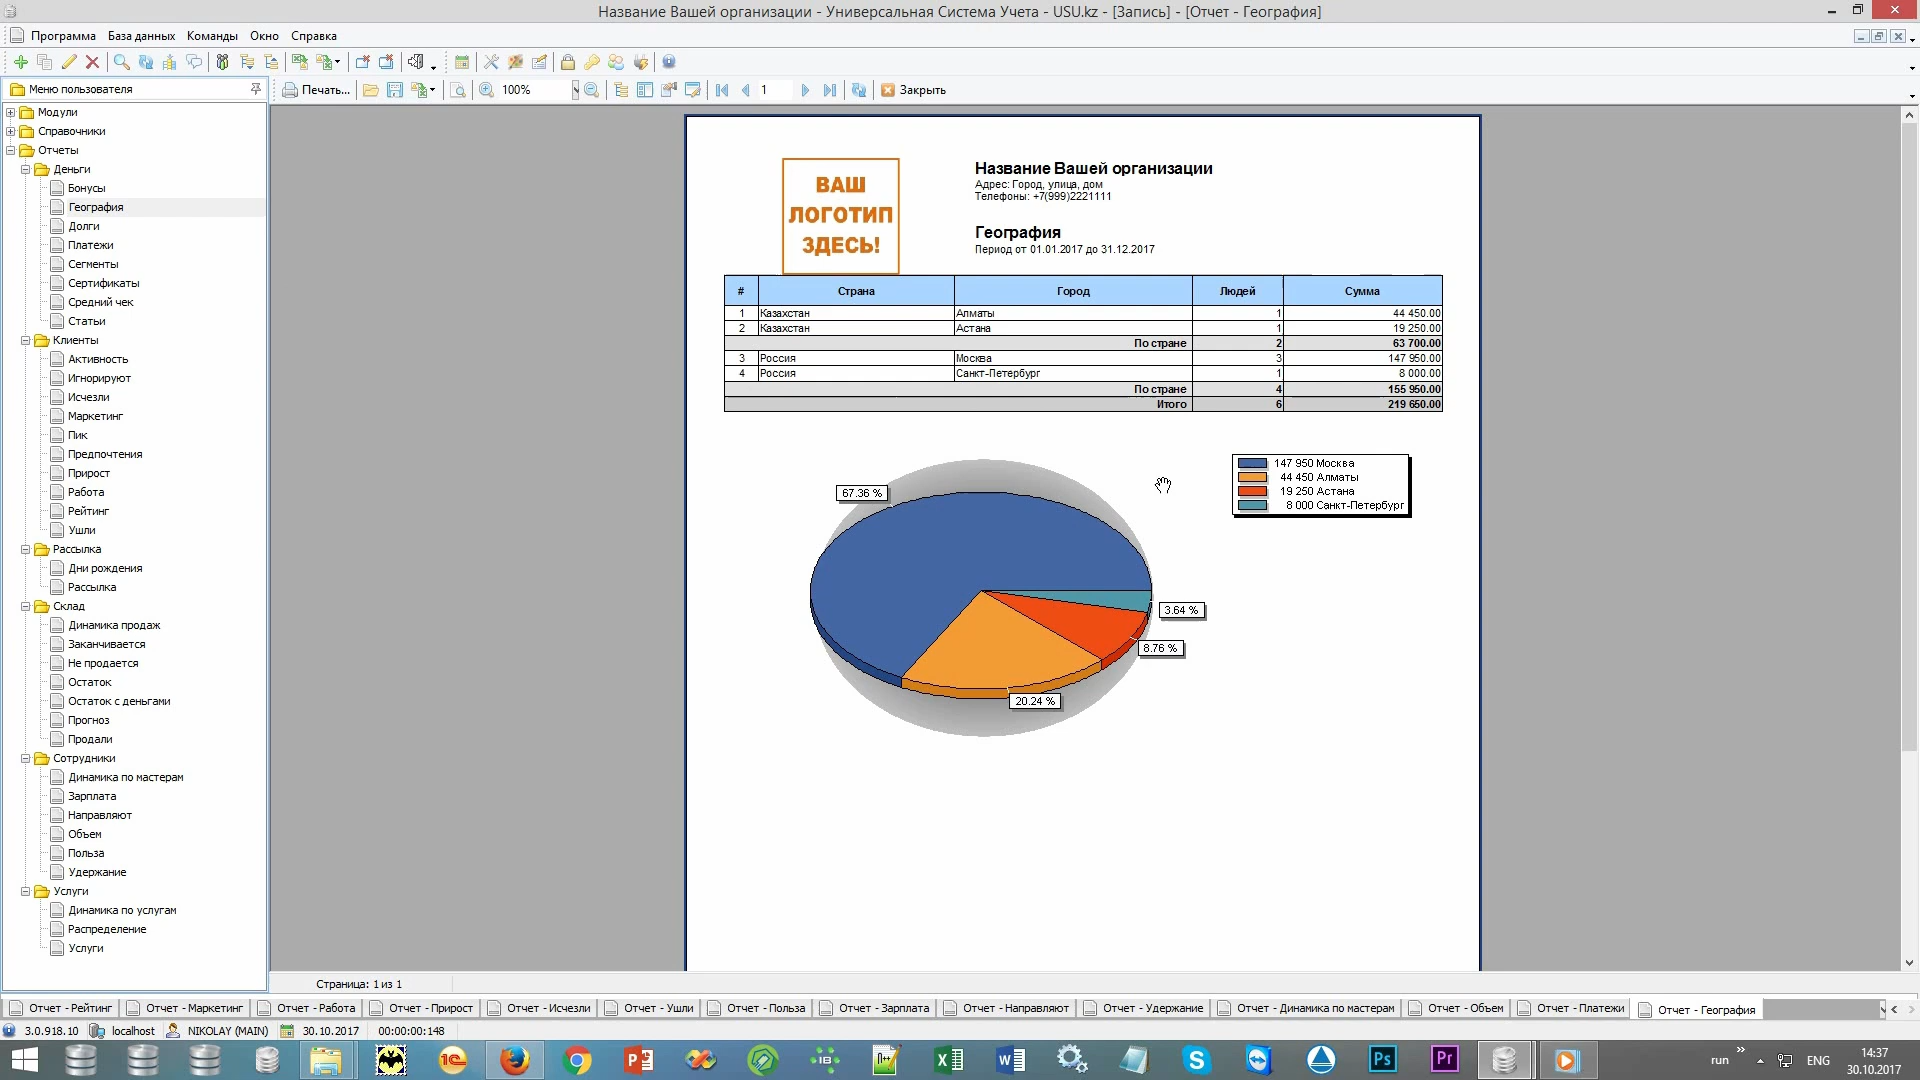 Название Вашей организации - Универсальная Система Учета - USU.kz - [Запись] - [Отчет - География]
Программа База данных Команды Окно Справка
Меню пользователя
Печать... 100% 1 Закрыть
Модули
Справочники
Отчеты
Деньги
Бонусы
География
Долги
Платежи
Сегменты
Сертификаты
Средний чек
Статьи
Клиенты
Активность
Игнорируют
Исчезли
Маркетинг
Пик
Предпочтения
Прирост
Работа
Рейтинг
Ушли
Рассылка
Дни рождения
Рассылка
Склад
Динамика продаж
Заканчивается
Не продается
Остаток
Остаток с деньгами
Прогноз
Продали
Сотрудники
Динамика по мастерам
Зарплата
Направляют
Объем
Польза
Удержание
Услуги
Динамика по услугам
Распределение
Услуги
ВАШ
ЛОГОТИП
ЗДЕСЬ!
Название Вашей организации
Адрес: Город, улица, дом
Телефоны: +7(999)2221111
География
Период от 01.01.2017 до 31.12.2017
# Страна Город Людей Сумма
1 Казахстан Алматы 1 44 450.00
2 Казахстан Астана 1 19 250.00
По стране 2 63 700.00
3 Россия Москва 3 147 950.00
4 Россия Санкт-Петербург 1 8 000.00
По стране 4 155 950.00
Итого 6 219 650.00
147 950 Москва
44 450 Алматы
19 250 Астана
8 000 Санкт-Петербург
67.36 %
3.64 %
8.76 %
20.24 %
Страница: 1 из 1
Отчет - Рейтинг Отчет - Маркетинг Отчет - Работа Отчет - Прирост Отчет - Исчезли Отчет - Ушли Отчет - Польза Отчет - Зарплата Отчет - Направляют Отчет - Удержание Отчет - Динамика по мастерам Отчет - Объем Отчет - Платежи Отчет - География
3.0.918.10 localhost NIKOLAY (MAIN) 30.10.2017 00:00:00:148
run ENG 14:37
30.10.2017